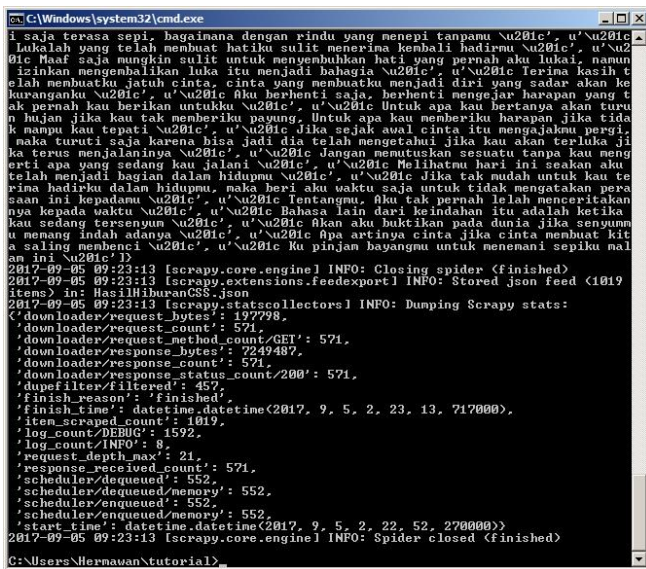 C:\Windows\system32\cmd.exe
i saja terasa sepi, bagaimana dengan rindu yang menepi tanpamu \u201c', u'\u201c
 Lukalah yang telah membuat hatiku sulit menerima kembali hadirmu \u201c', u'\u2
01c Maaf saja mungkin sulit untuk menyembuhkan hati yang pernah aku lukai, namun
 izinkan mengembalikan luka itu menjadi bahagia \u201c', u'\u201c Terima kasih t
elah membuatku jatuh cinta, cinta yang membuatku menjadi diri yang sadar akan ke
kuranganku \u201c', u'\u201c Aku berhenti saja, berhenti mengejar harapan yang t
ak pernah kau berikan untukku \u201c', u'\u201c Untuk apa kau bertanya akan turu
n hujan jika kau tak memberiku payung, Untuk apa kau memberiku harapan jika tida
k mampu kau tepati \u201c', u'\u201c Jika sejak awal cinta itu mengajakmu pergi,
 maka turuti saja karena bisa jadi dia telah mengetahui jika kau akan terluka ji
ka terus menjalaninya \u201c', u'\u201c Jangan memutuskan sesuatu tanpa kau meng
erti apa yang sedang kau jalani \u201c', u'\u201c Melihatmu hari ini seakan aku
telah menjadi bagian dalam hidupmu \u201c', u'\u201c Jika tak mudah untuk kau te
rima hadirku dalam hidupmu, maka beri aku waktu saja untuk tidak mengatakan pera
saan ini kepadamu \u201c', u'\u201c Tentangmu, Aku tak pernah lelah menceritakan
nya kepada waktu \u201c', u'\u201c Bahasa lain dari keindahan itu adalah ketika
kau sedang tersenyum \u201c', u'\u201c Akan aku buktikan pada dunia jika senyumm
u memang indah adanya \u201c', u'\u201c Apa artinya cinta jika cinta membuat kit
a saling membenci \u201c', u'\u201c Ku pinjam bayangmu untuk menemani sepiku mal
am ini \u201c']}
2017-09-05 09:23:13 [scrapy.core.engine] INFO: Closing spider (finished)
2017-09-05 09:23:13 [scrapy.extensions.feedexport] INFO: Stored json feed (1019
items) in: HasilHiburanCSS.json
2017-09-05 09:23:13 [scrapy.statscollectors] INFO: Dumping Scrapy stats:
{'downloader/request_bytes': 197798,
 'downloader/request_count': 571,
 'downloader/request_method_count/GET': 571,
 'downloader/response_bytes': 7249487,
 'downloader/response_count': 571,
 'downloader/response_status_count/200': 571,
 'dupefilter/filtered': 457,
 'finish_reason': 'finished',
 'finish_time': datetime.datetime(2017, 9, 5, 2, 23, 13, 717000),
 'item_scraped_count': 1019,
 'log_count/DEBUG': 1592,
 'log_count/INFO': 8,
 'request_depth_max': 21,
 'response_received_count': 571,
 'scheduler/dequeued': 552,
 'scheduler/dequeued/memory': 552,
 'scheduler/enqueued': 552,
 'scheduler/enqueued/memory': 552,
 'start_time': datetime.datetime(2017, 9, 5, 2, 22, 52, 270000)}
2017-09-05 09:23:13 [scrapy.core.engine] INFO: Spider closed (finished)
C:\Users\Hermawan\tutorial>_